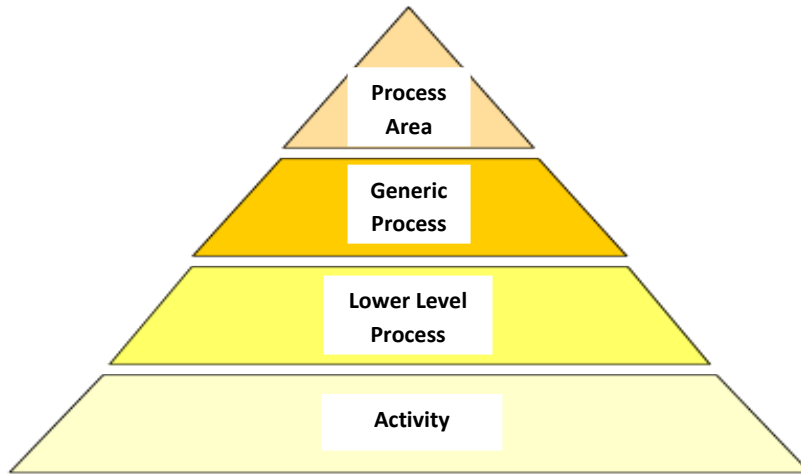 Process
Area
Generic
Process
Lower Level
Process
Activity